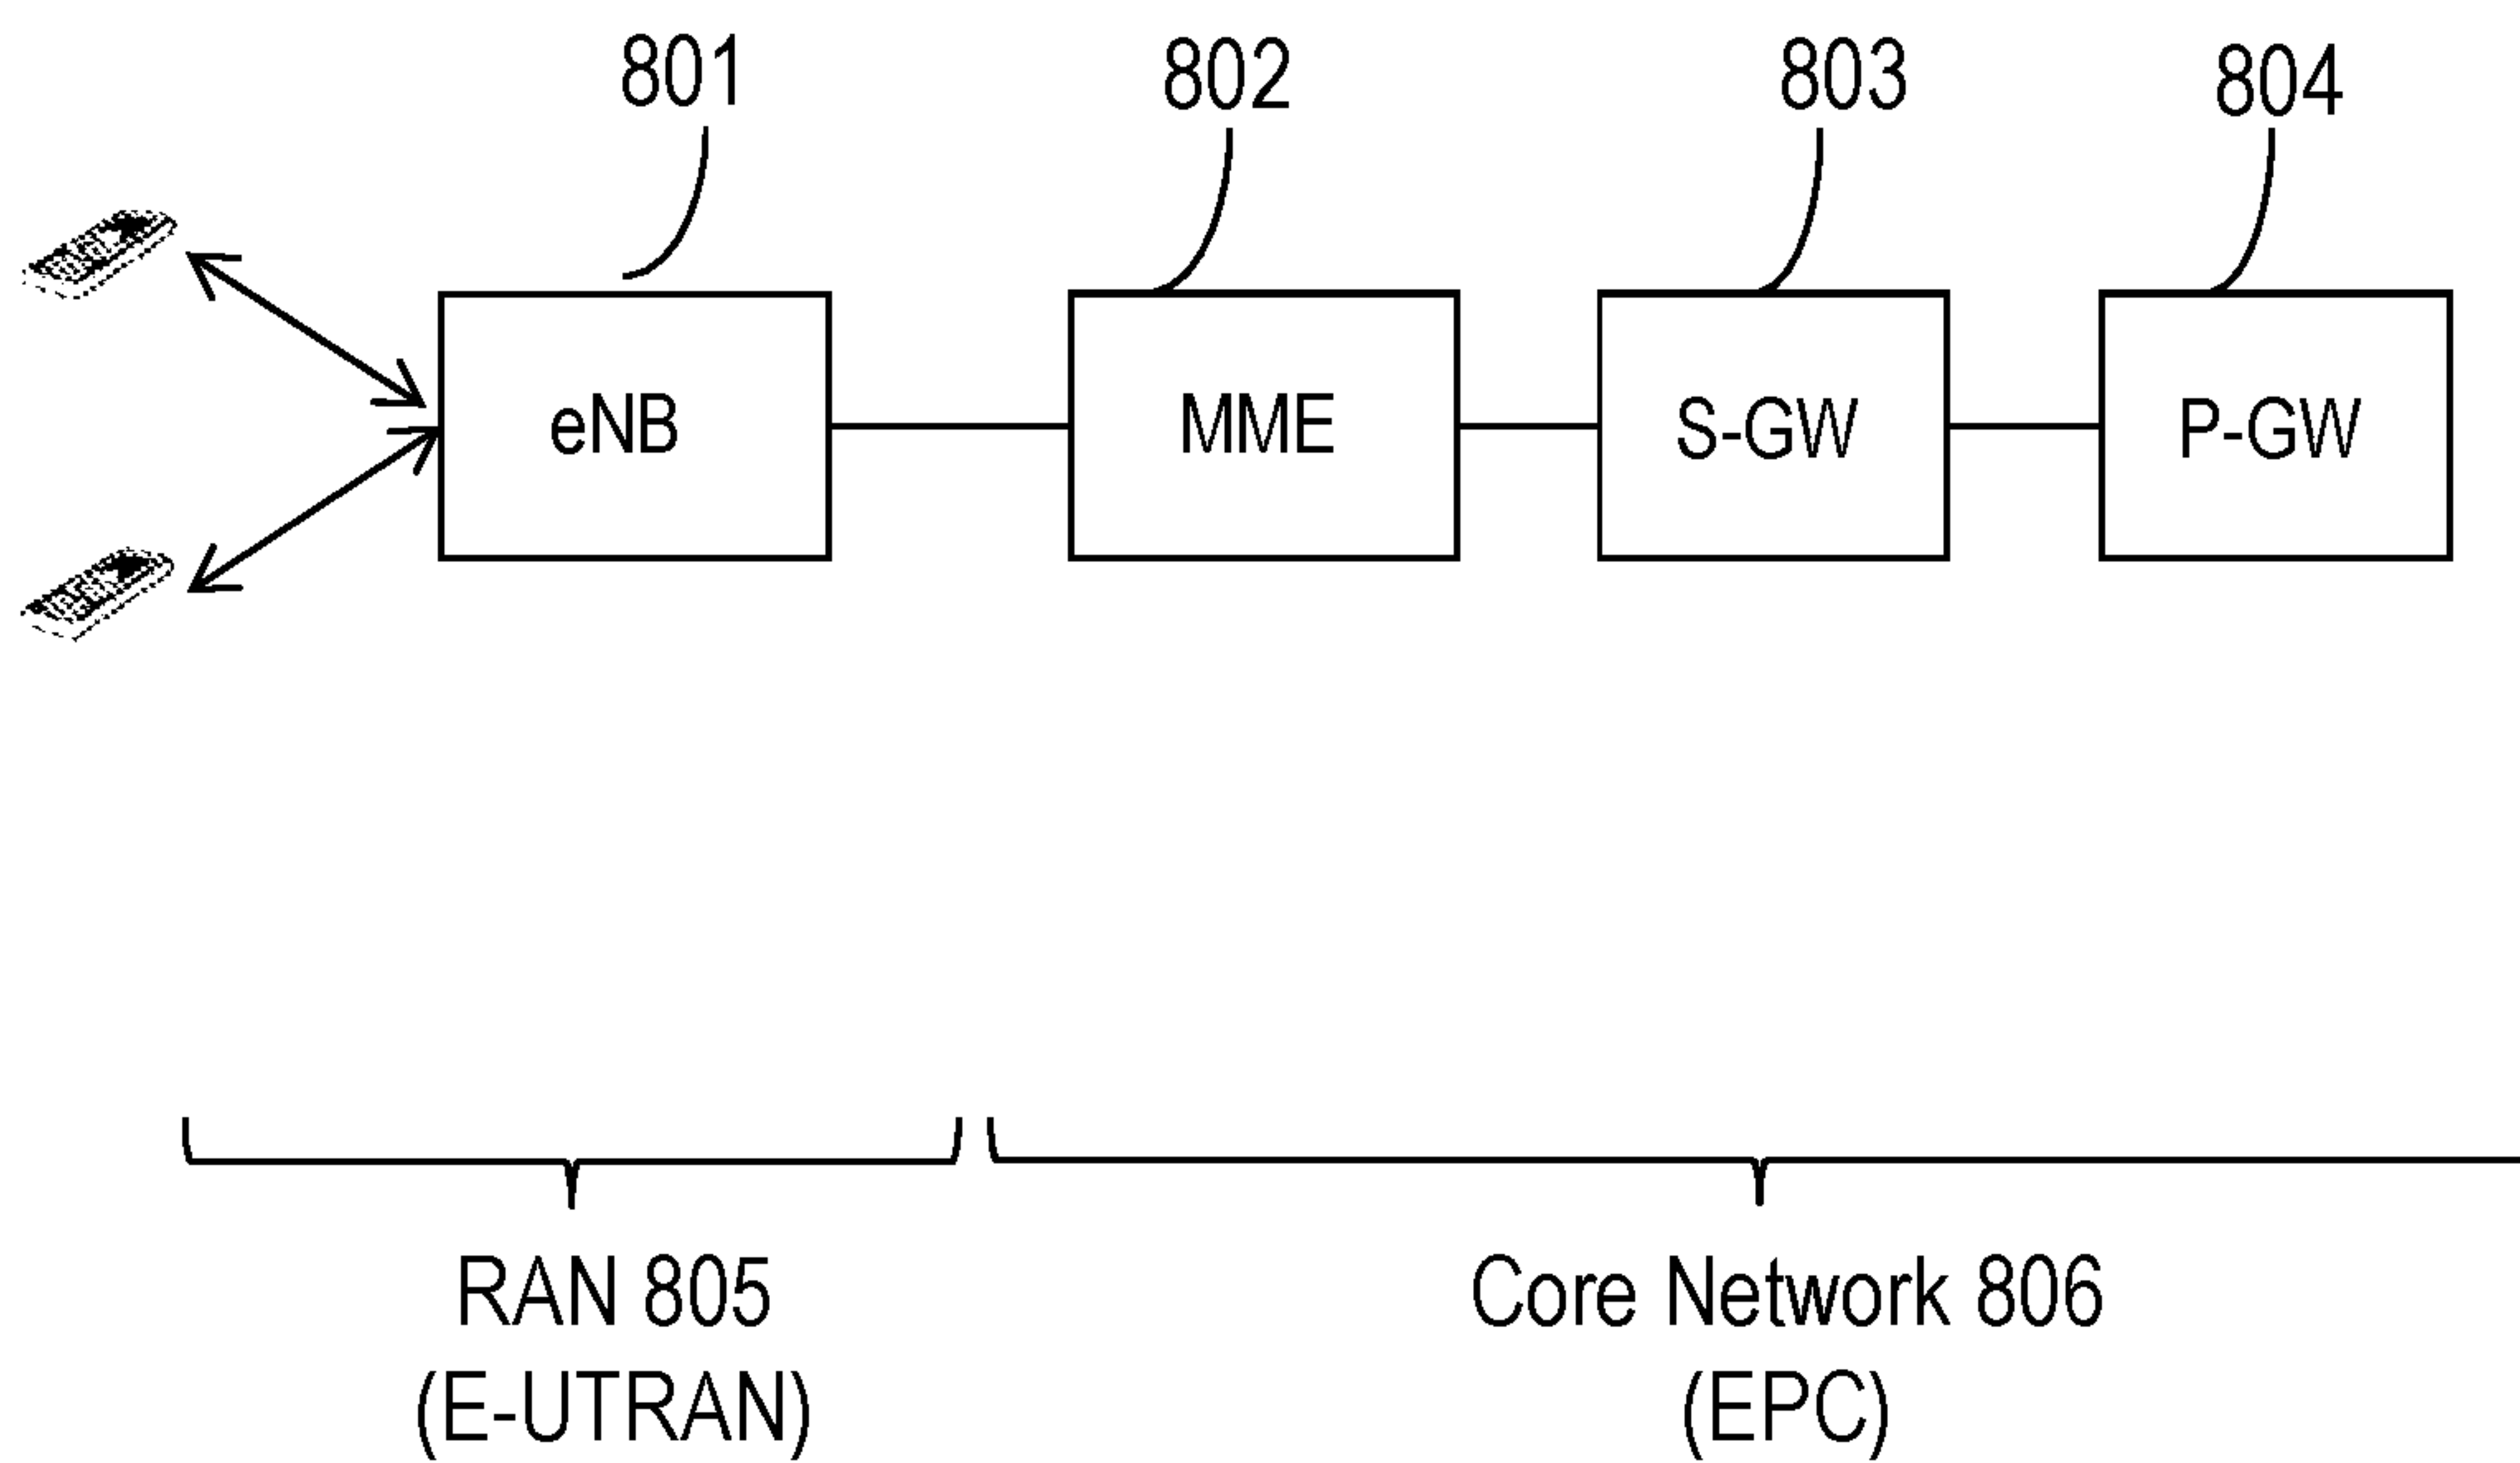 801
802
803
804
eNB
MME
S-GW
P-GW
RAN 805
(E-UTRAN)
Core Network 806
(EPC)